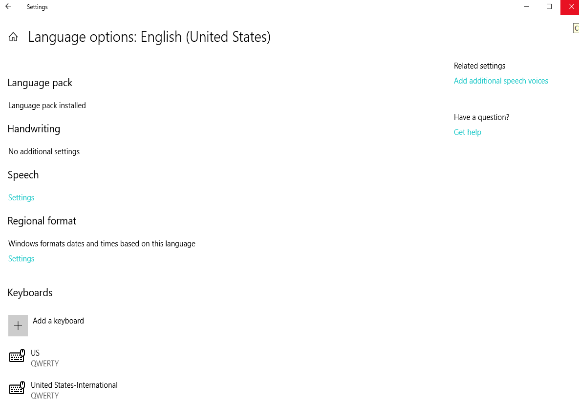 Settings
Language options: English (United States)
Language pack
Language pack installed
Handwriting
No additional settings
Speech
Settings
Regional format
Windows formats dates and times based on this language
Settings
Keyboards
Add a keyboard
US
QWERTY
United States-International
QWERTY
Related settings
Add additional speech voices
Have a question?
Get help